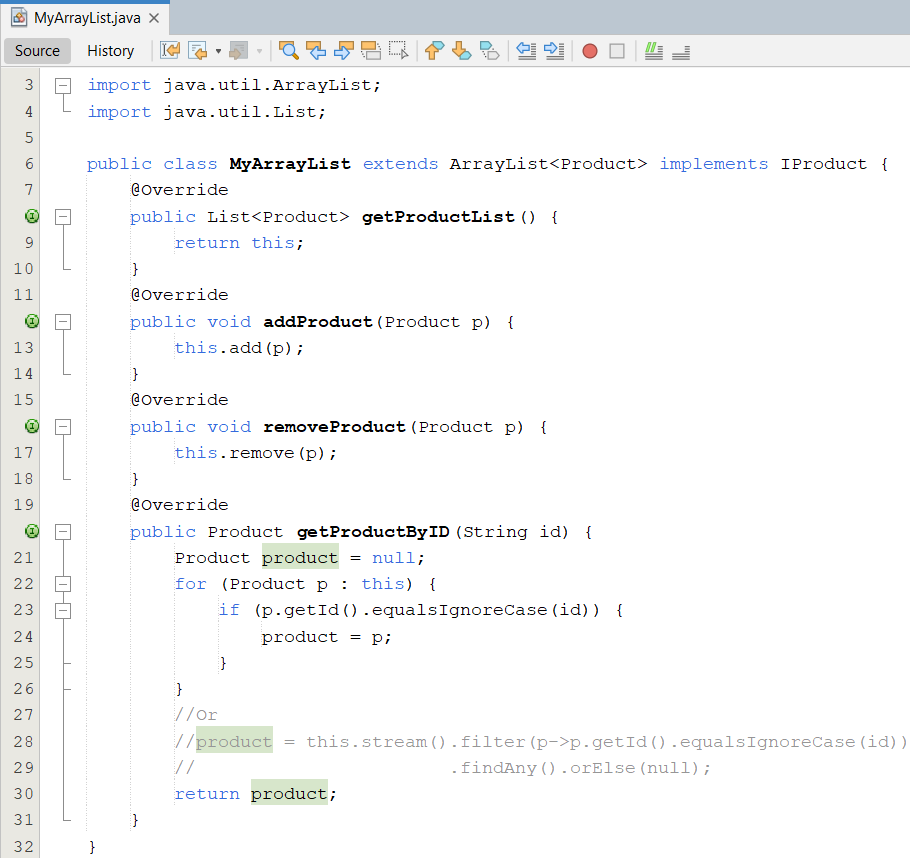 MyArrayList.java
Source History
3 import java.util.ArrayList;
4 import java.util.List;
5
6 public class MyArrayList extends ArrayList<Product> implements IProduct {
7 @Override
public List<Product> getProductList() {
9 return this;
10 }
11 @Override
public void addProduct(Product p) {
13 this.add(p);
14 }
15 @Override
public void removeProduct(Product p) {
17 this.remove(p);
18 }
19 @Override
public Product getProductByID(String id) {
21 Product product = null;
22 for (Product p : this) {
23 if (p.getId().equalsIgnoreCase(id)) {
24 product = p;
25 }
26 }
27 //Or
28 //product = this.stream().filter(p->p.getId().equalsIgnoreCase(id))
29 // .findAny().orElse(null);
30 return product;
31 }
32 }